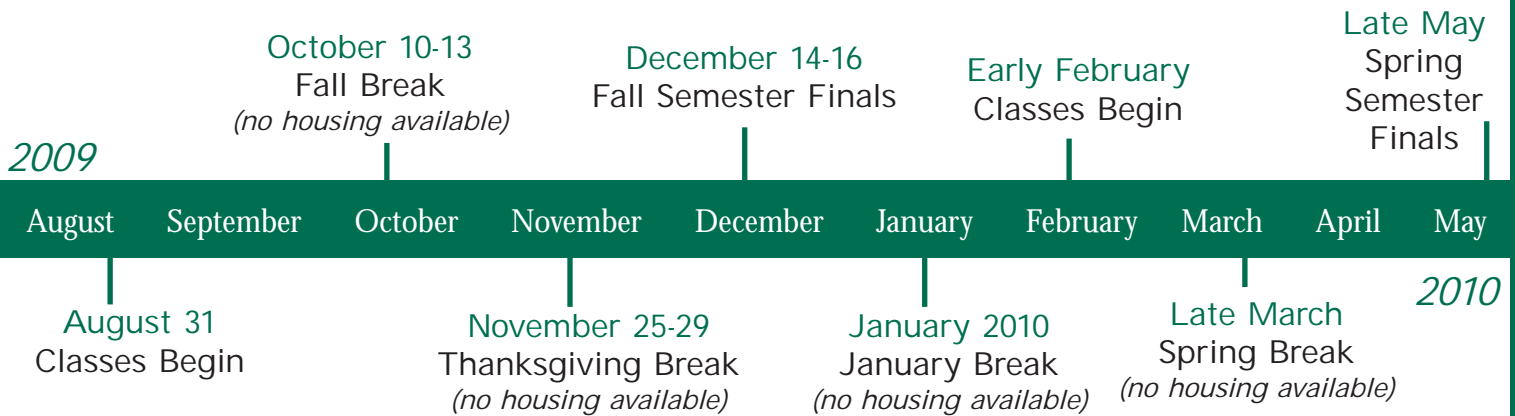 October 10-13
Fall Break
(no housing available)
December 14-16
Fall Semester Finals
Early February
Classes Begin
Late May
Spring
Semester
Finals
2009
August September October November December January February March April May
2010
August 31
Classes Begin
November 25-29
Thanksgiving Break
(no housing available)
January 2010
January Break
(no housing available)
Late March
Spring Break
(no housing available)